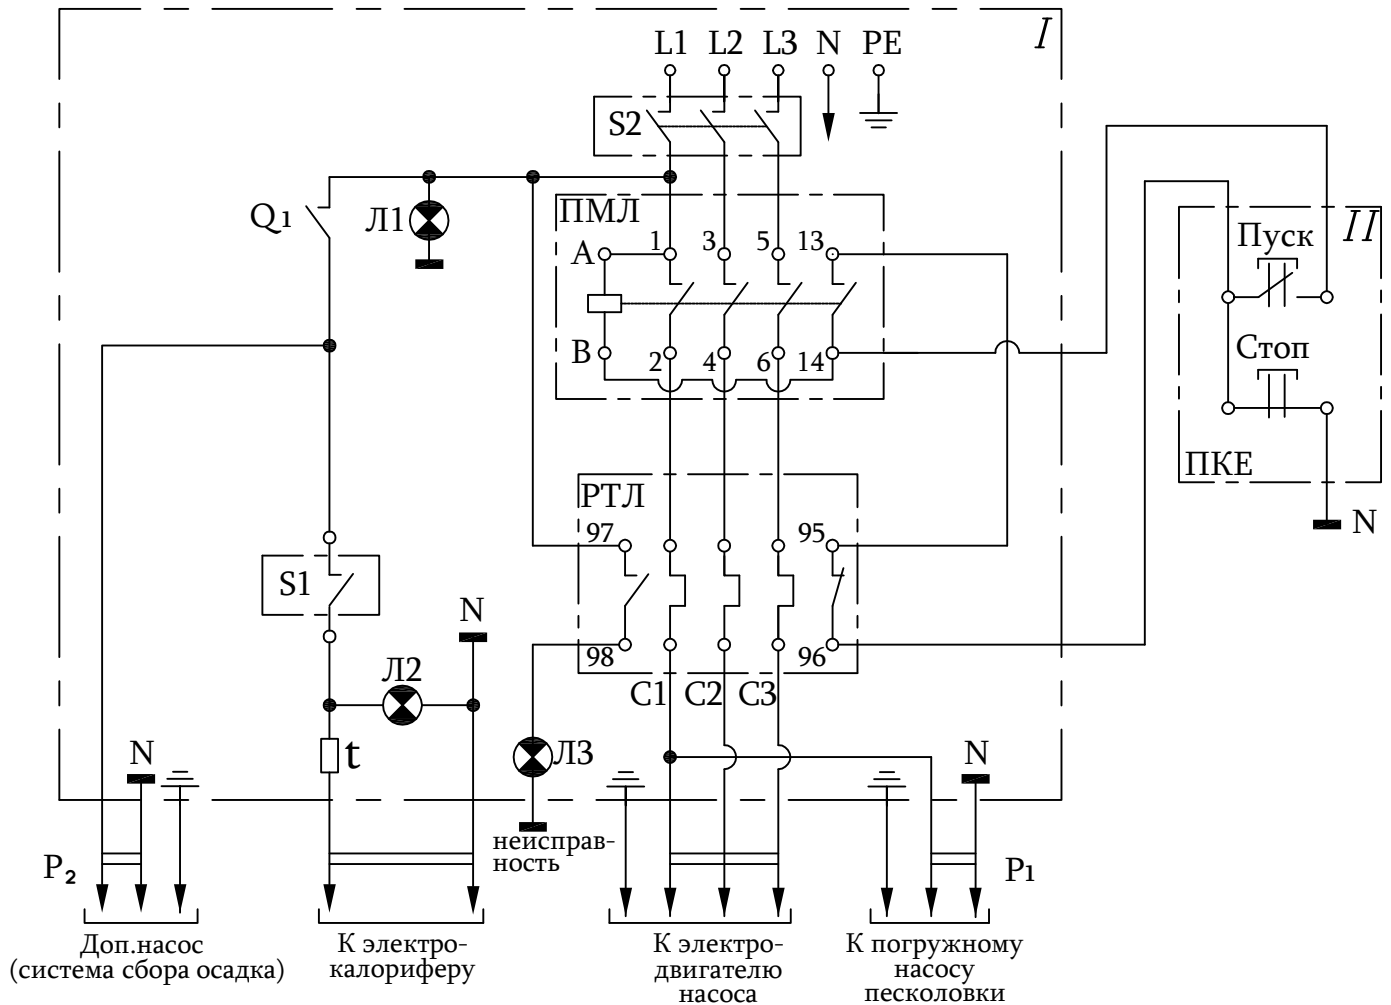 I
L1 L2 L3 N PE
S2
Q1
Л1
ПМЛ
A 1 3 5 13
B 2 4 6 14
II
Пуск
Стоп
ПКЕ
N
РТЛ
97 95
98 96
S1
N
Л2
C1 C2 C3
t
Л3
неисправ-
ность
N
N
P2
P1
Доп.насос
(система сбора осадка)
К электро-
калориферу
К электро-
двигателю
насоса
К погружному
насосу
песколовки